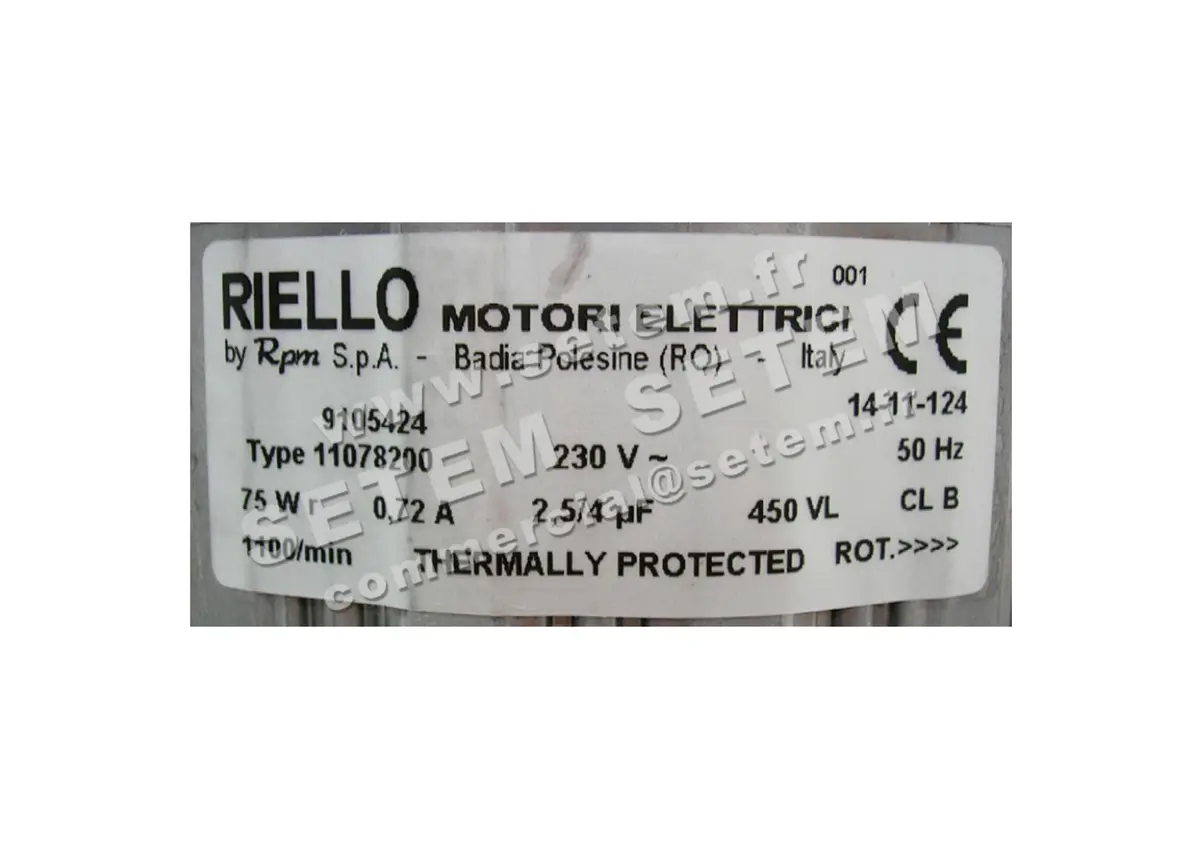 001
RIELLO MOTORI ELETTRICI CE
by Rpm S.p.A. - Badia Polesine (RO) - Italy
14-11-124
9105424
Type 11078200 230 V ~ 50 Hz
75 W r 0,72 A 2,5/4 µF 450 VL CL B
1100/min THERMALLY PROTECTED ROT.>>>>
www.setem.fr
SETEM SETEM
commercial@setem.fr